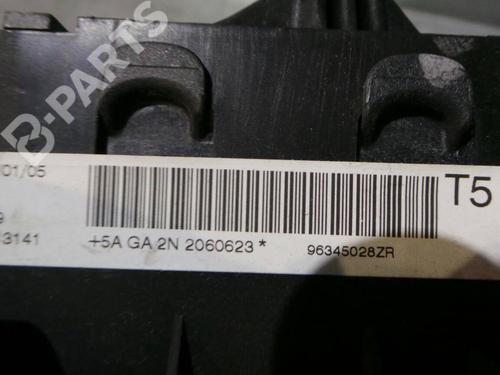 B-PARTS
/01/05
T5
9
3141
+5A GA 2N 2060623*
96345028ZR